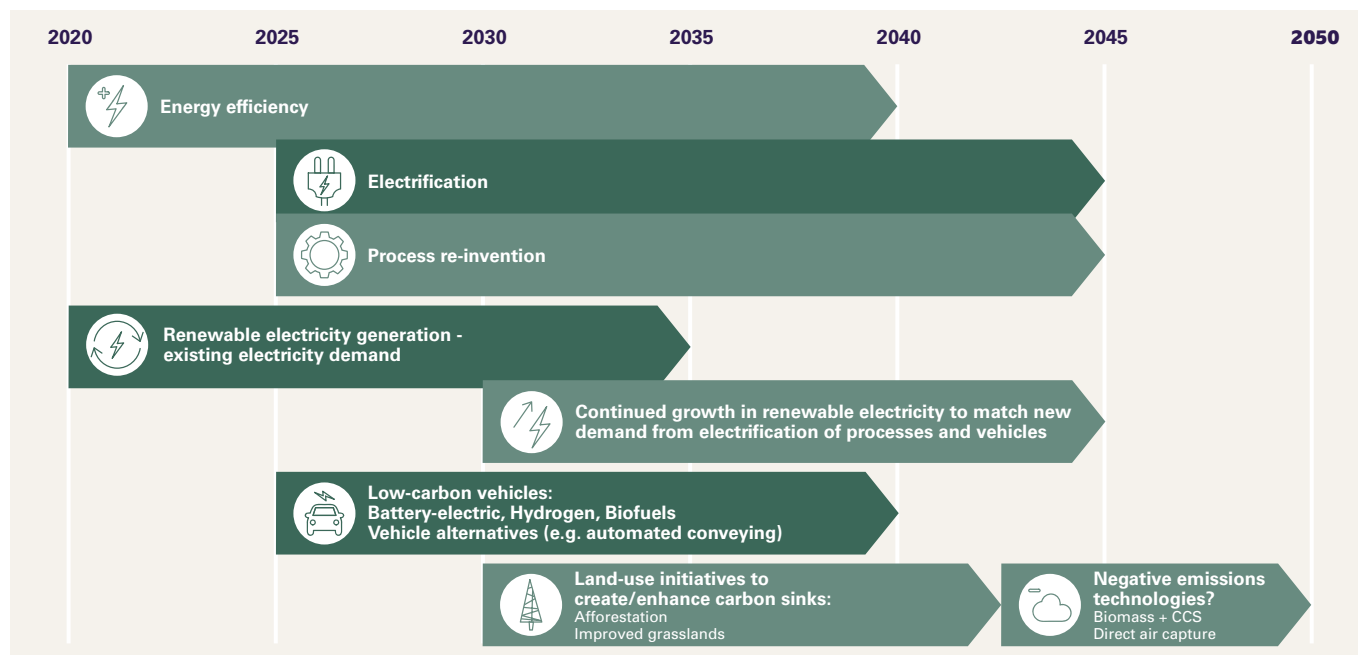 2020 2025 2030 2035 2040 2045 2050
Energy efficiency
Electrification
Process re-invention
Renewable electricity generation -
existing electricity demand
Continued growth in renewable electricity to match new
demand from electrification of processes and vehicles
Low-carbon vehicles:
Battery-electric, Hydrogen, Biofuels
Vehicle alternatives (e.g. automated conveying)
Land-use initiatives to
create/enhance carbon sinks:
Afforestation
Improved grasslands
Negative emissions
technologies?
Biomass + CCS
Direct air capture